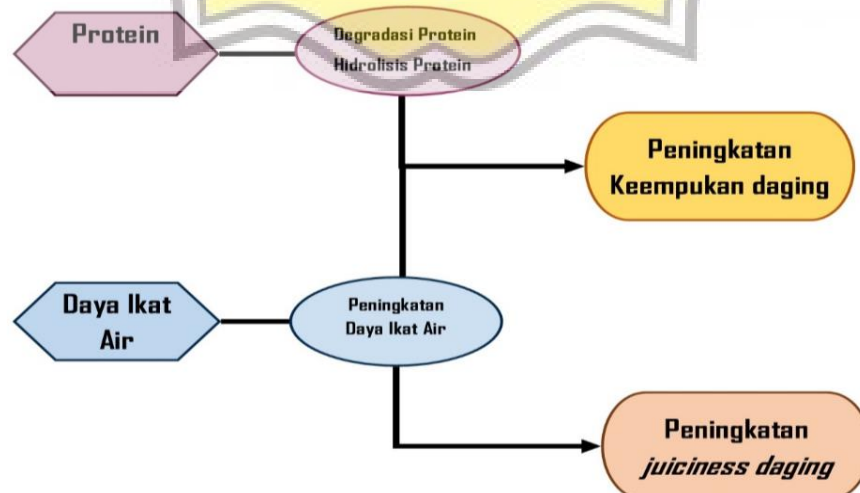 Protein
Degradasi Protein
Hidrolisis Protein
Peningkatan
Keempukan daging
Daya Ikat
Air
Peningkatan
Daya Ikat Air
Peningkatan
juiciness daging